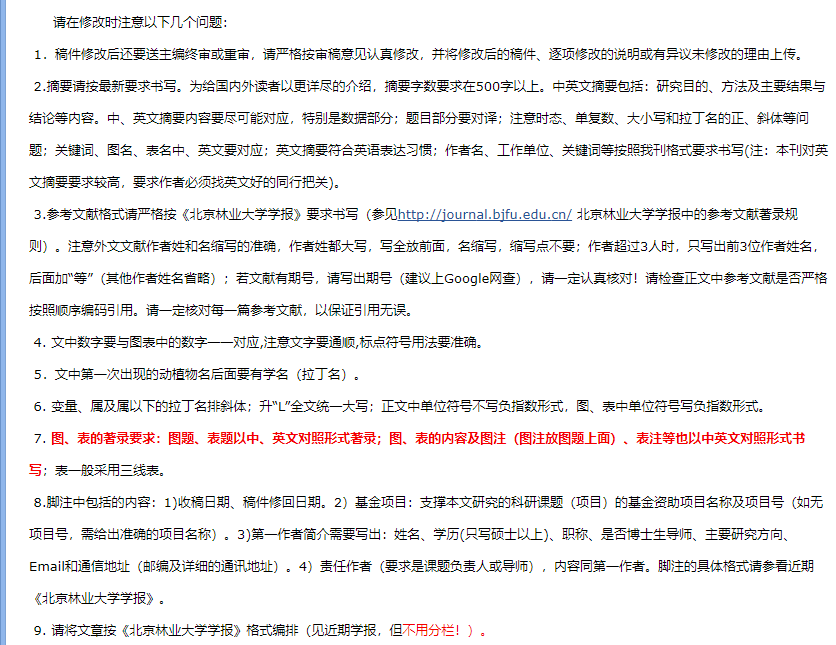 请在修改时注意以下几个问题：
1．稿件修改后还要送主编终审或重审，请严格按审稿意见认真修改，并将修改后的稿件、逐项修改的说明或有异议未修改的理由上传。
2.摘要请按最新要求书写。为给国内外读者以更详尽的介绍，摘要字数要求在500字以上。中英文摘要包括：研究目的、方法及主要结果与
结论等内容。中、英文摘要内容要尽可能对应，特别是数据部分；题目部分要对译；注意时态、单复数、大小写和拉丁名的正、斜体等问
题；关键词、图名、表名中、英文要对应；英文摘要符合英语表达习惯；作者名、工作单位、关键词等按照我刊格式要求书写(注：本刊对英
文摘要要求较高，要求作者必须找英文好的同行把关)。
3.参考文献格式请严格按《北京林业大学学报》要求书写（参见http://journal.bjfu.edu.cn/ 北京林业大学学报中的参考文献著录规
则）。注意外文文献作者姓和名缩写的准确，作者姓都大写，写全放前面，名缩写，缩写点不要；作者超过3人时，只写出前3位作者姓名，
后面加“等”（其他作者姓名省略）；若文献有期号，请写出期号（建议上Google网查），请一定认真核对！请检查正文中参考文献是否严格
按照顺序编码引用。请一定核对每一篇参考文献，以保证引用无误。
4. 文中数字要与图表中的数字一一对应,注意文字要通顺,标点符号用法要准确。
5．文中第一次出现的动植物名后面要有学名（拉丁名）。
6. 变量、属及属以下的拉丁名排斜体；升“L”全文统一大写；正文中单位符号不写负指数形式，图、表中单位符号写负指数形式。
7. 图、表的著录要求：图题、表题以中、英文对照形式著录；图、表的内容及图注（图注放图题上面）、表注等也以中英文对照形式书
写；表一般采用三线表。
8.脚注中包括的内容：1)收稿日期、稿件修回日期。2）基金项目：支撑本文研究的科研课题（项目）的基金资助项目名称及项目号（如无
项目号，需给出准确的项目名称）。3)第一作者简介需要写出：姓名、学历(只写硕士以上)、职称、是否博士生导师、主要研究方向、
Email和通信地址（邮编及详细的通讯地址）。4）责任作者（要求是课题负责人或导师），内容同第一作者。脚注的具体格式请参看近期
《北京林业大学学报》。
9. 请将文章按《北京林业大学学报》格式编排（见近期学报，但不用分栏！）。